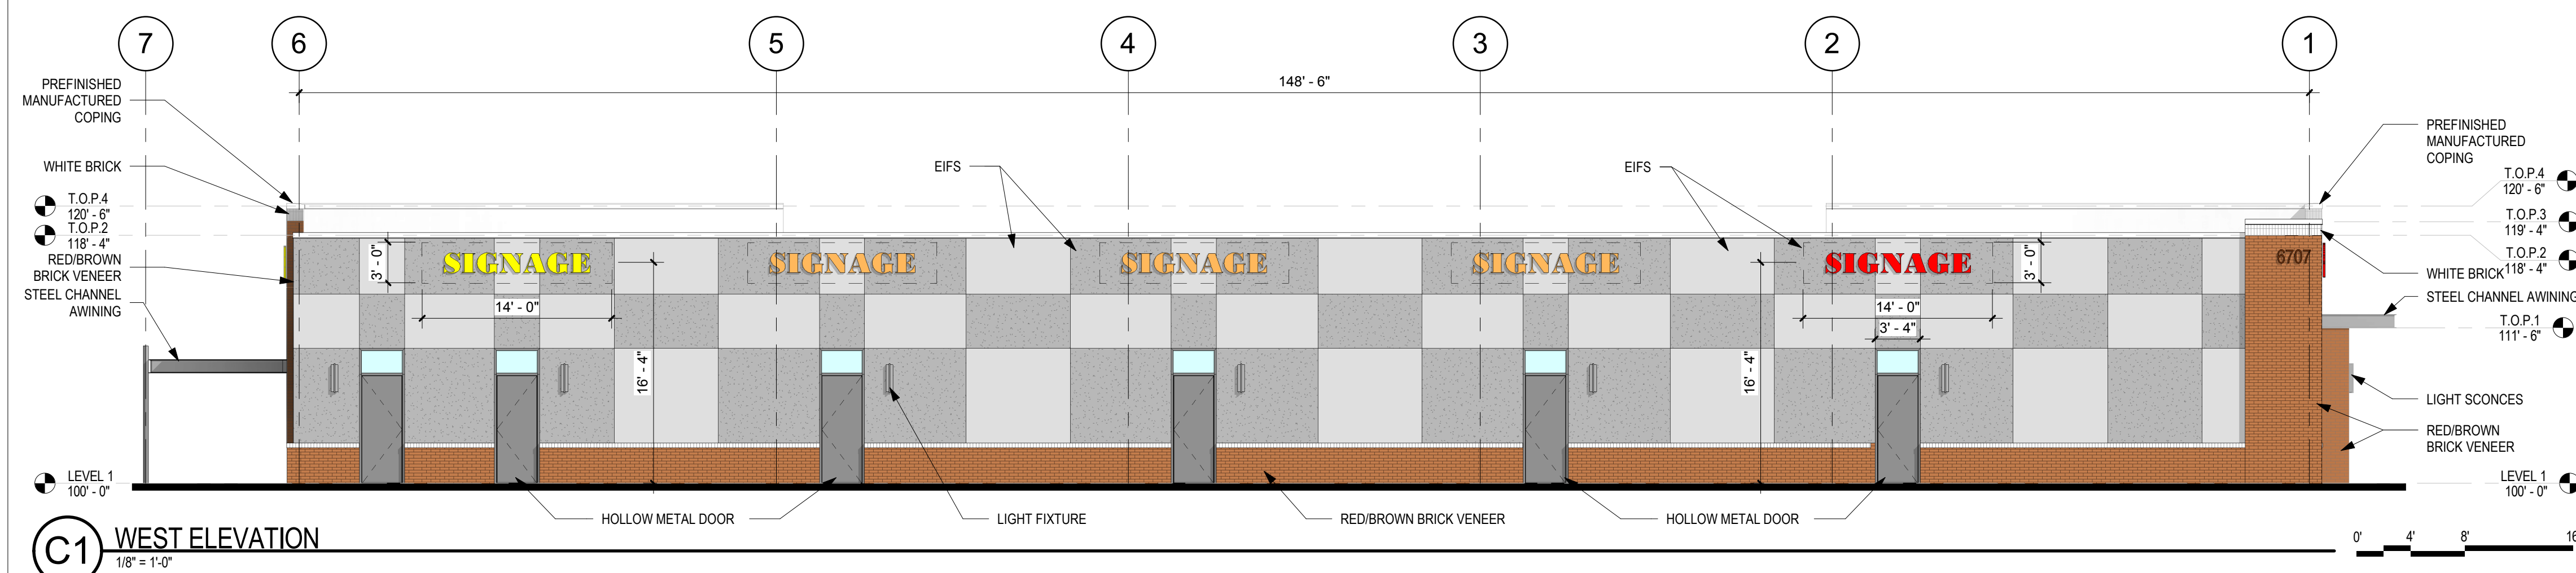 7
6
5
4
3
2
1
148' - 6"
PREFINISHED
MANUFACTURED
COPING
WHITE BRICK
T.O.P.4
120' - 6"
T.O.P.2
118' - 4"
RED/BROWN
BRICK VENEER
STEEL CHANNEL
AWINING
LEVEL 1
100' - 0"
EIFS
EIFS
3' - 0"
SIGNAGE
14' - 0"
16' - 4"
SIGNAGE
SIGNAGE
SIGNAGE
SIGNAGE
3' - 0"
14' - 0"
3' - 4"
16' - 4"
6707
PREFINISHED
MANUFACTURED
COPING
T.O.P.4
120' - 6"
T.O.P.3
119' - 4"
T.O.P.2
118' - 4"
WHITE BRICK
STEEL CHANNEL AWINING
T.O.P.1
111' - 6"
LIGHT SCONCES
RED/BROWN
BRICK VENEER
LEVEL 1
100' - 0"
HOLLOW METAL DOOR
LIGHT FIXTURE
RED/BROWN BRICK VENEER
HOLLOW METAL DOOR
C1
WEST ELEVATION
1/8" = 1'-0"
0'
4'
8'
16